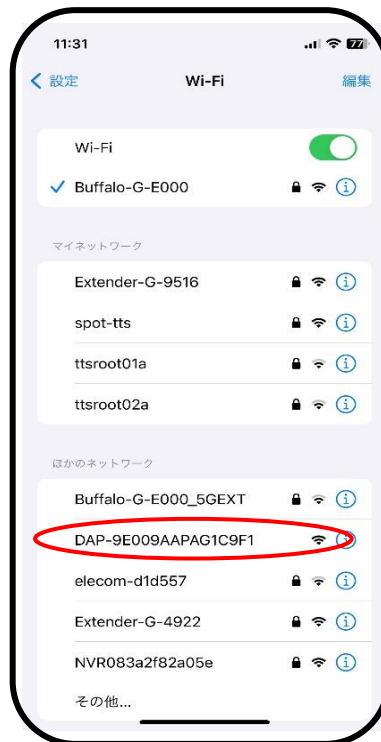 11:31
77
設定
Wi-Fi
編集
Wi-Fi
Buffalo-G-E000
マイネットワーク
Extender-G-9516
spot-tts
ttsroot01a
ttsroot02a
ほかのネットワーク
Buffalo-G-E000_5GEXT
DAP-9E009AAPAG1C9F1
elecom-d1d557
Extender-G-4922
NVR083a2f82a05e
その他...